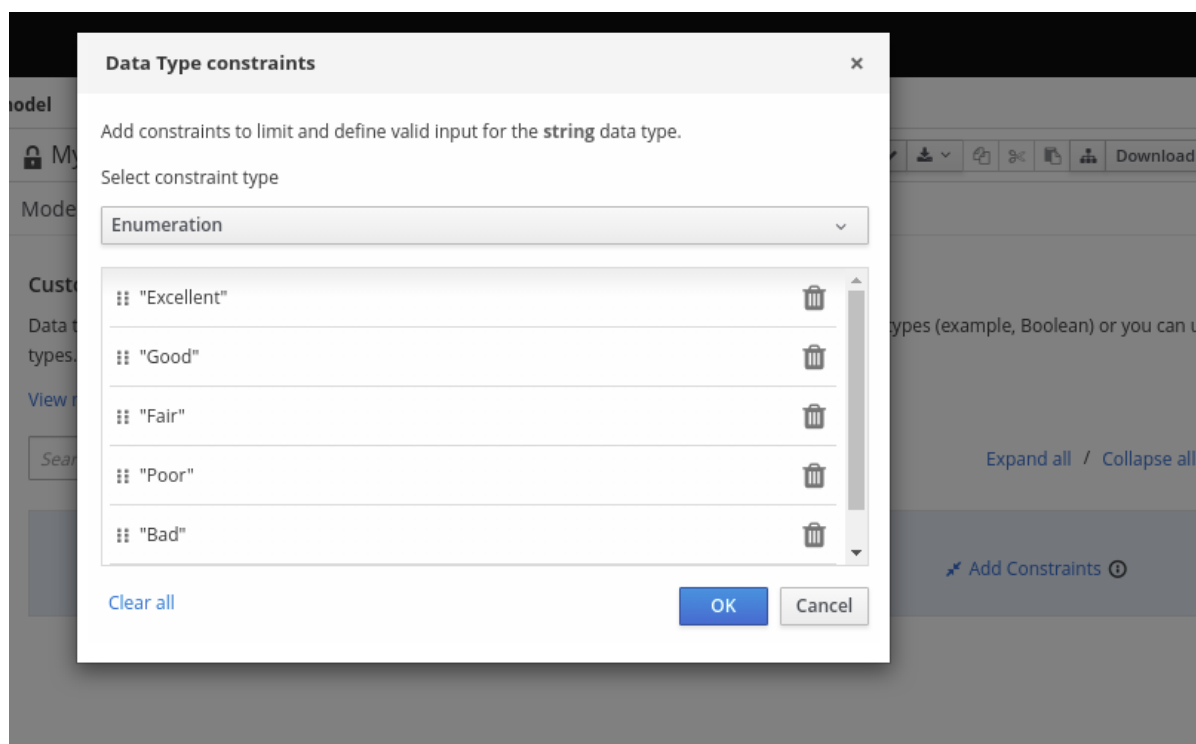 Data Type constraints
×
odel
Add constraints to limit and define valid input for the string data type.
My
Download
Select constraint type
Mode
Enumeration
"Excellent"
Custo
Data t
types (example, Boolean) or you can u
types.
"Good"
View r
"Fair"
Sear
Expand all / Collapse all
"Poor"
"Bad"
Add Constraints
Clear all
OK
Cancel